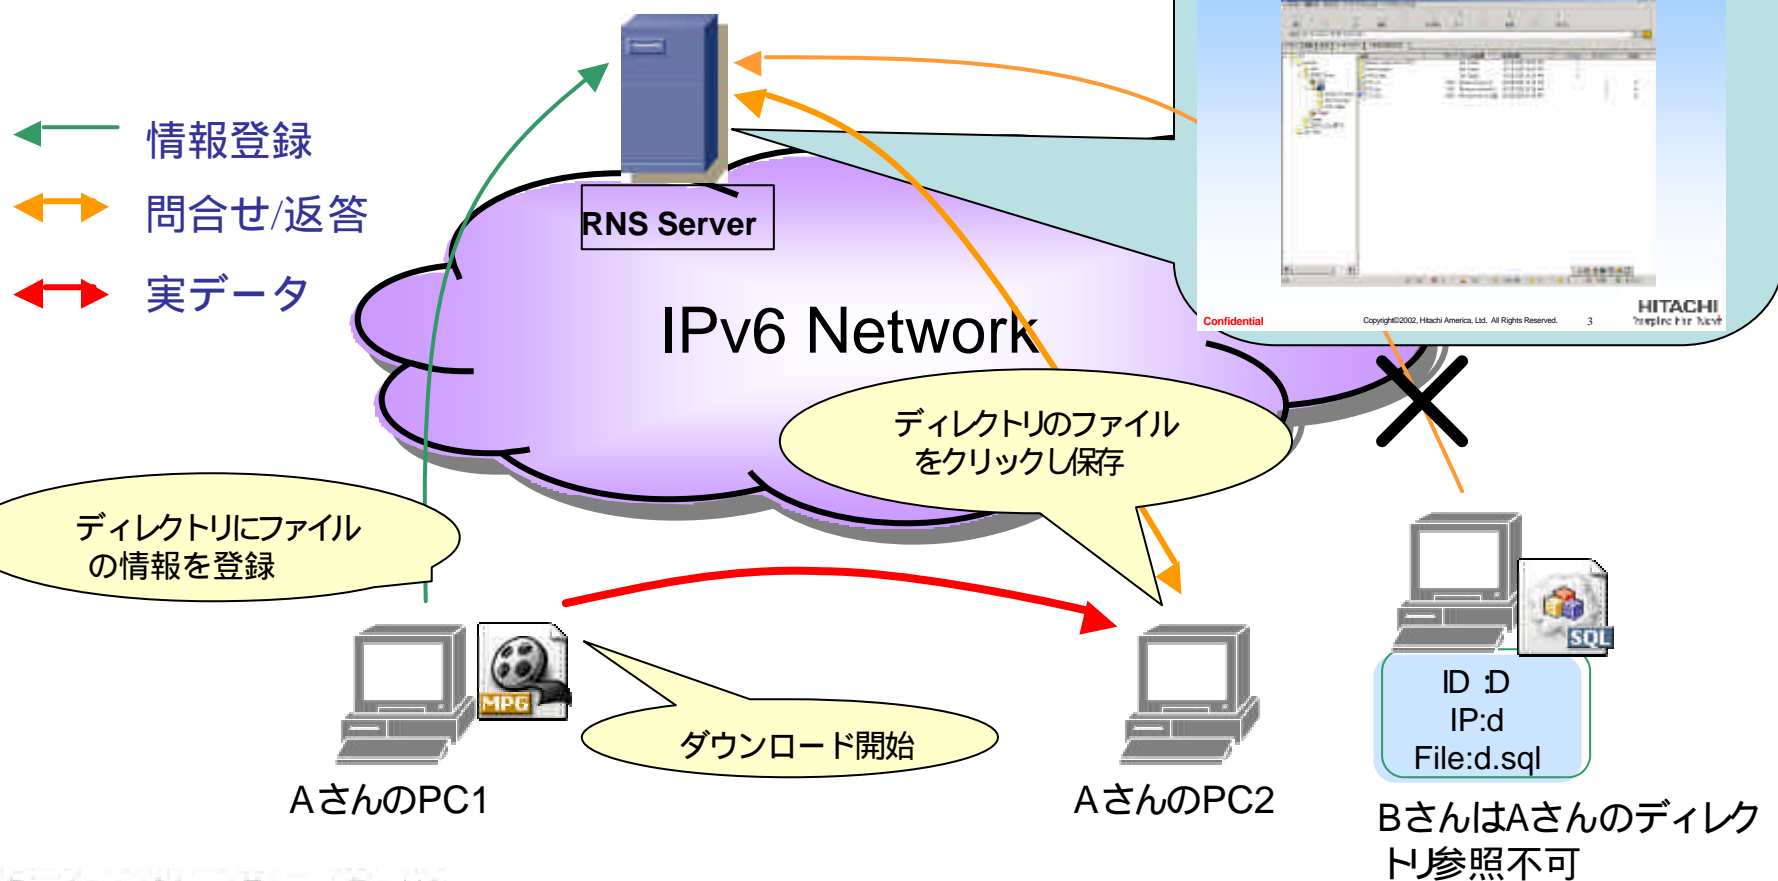 情報登録
問合せ/返答
実データ
RNS Server
IPv6 Network
Confidential
Copyright©2002, Hitachi America, Ltd. All Rights Reserved.
3
HITACHI
Inspire the Next
ディレクトリのファイル
をクリックし保存
ディレクトリにファイル
の情報を登録
MPG
ダウンロード開始
SQL
ID :D
IP:d
File:d.sql
AさんのPC1
AさんのPC2
BさんはAさんのディレク
トリ参照不可